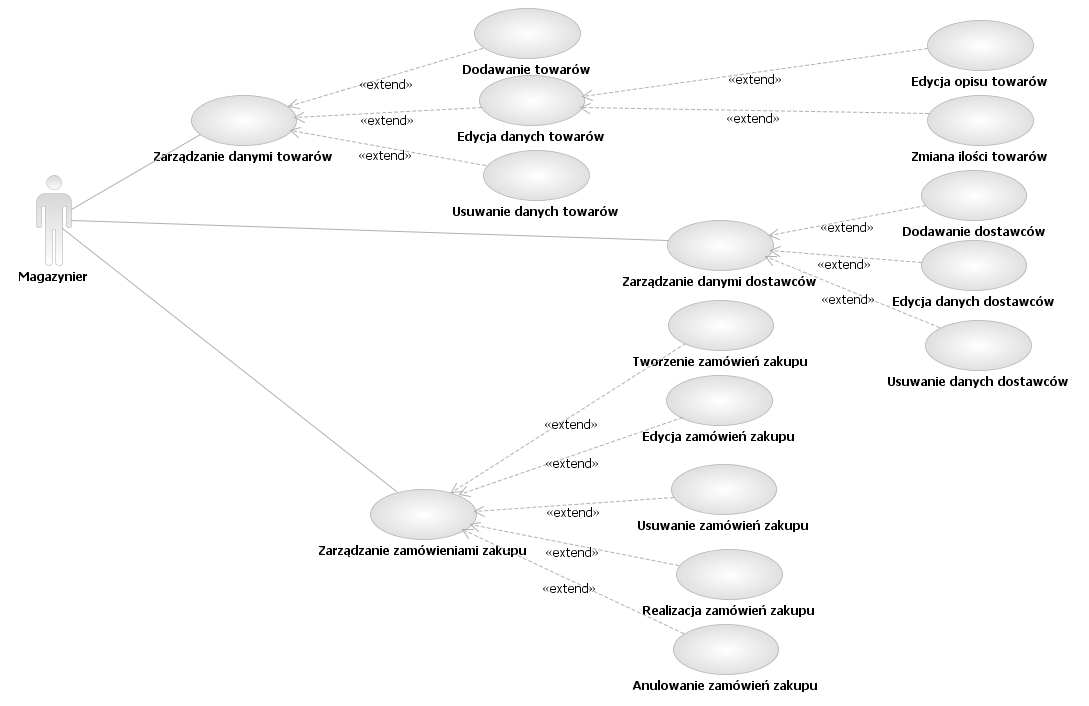 Dodawanie towarów
«extend»
Edycja opisu towarów
«extend»
Edycja danych towarów
«extend»
«extend»
Zarządzanie danymi towarów
«extend»
Zmiana ilości towarów
Usuwanie danych towarów
«extend»
Dodawanie dostawców
Magazynier
Zarządzanie danymi dostawców
«extend»
Edycja danych dostawców
«extend»
Usuwanie danych dostawców
Tworzenie zamówień zakupu
«extend»
Edycja zamówień zakupu
«extend»
Usuwanie zamówień zakupu
«extend»
Zarządzanie zamówieniami zakupu
«extend»
Realizacja zamówień zakupu
«extend»
Anulowanie zamówień zakupu